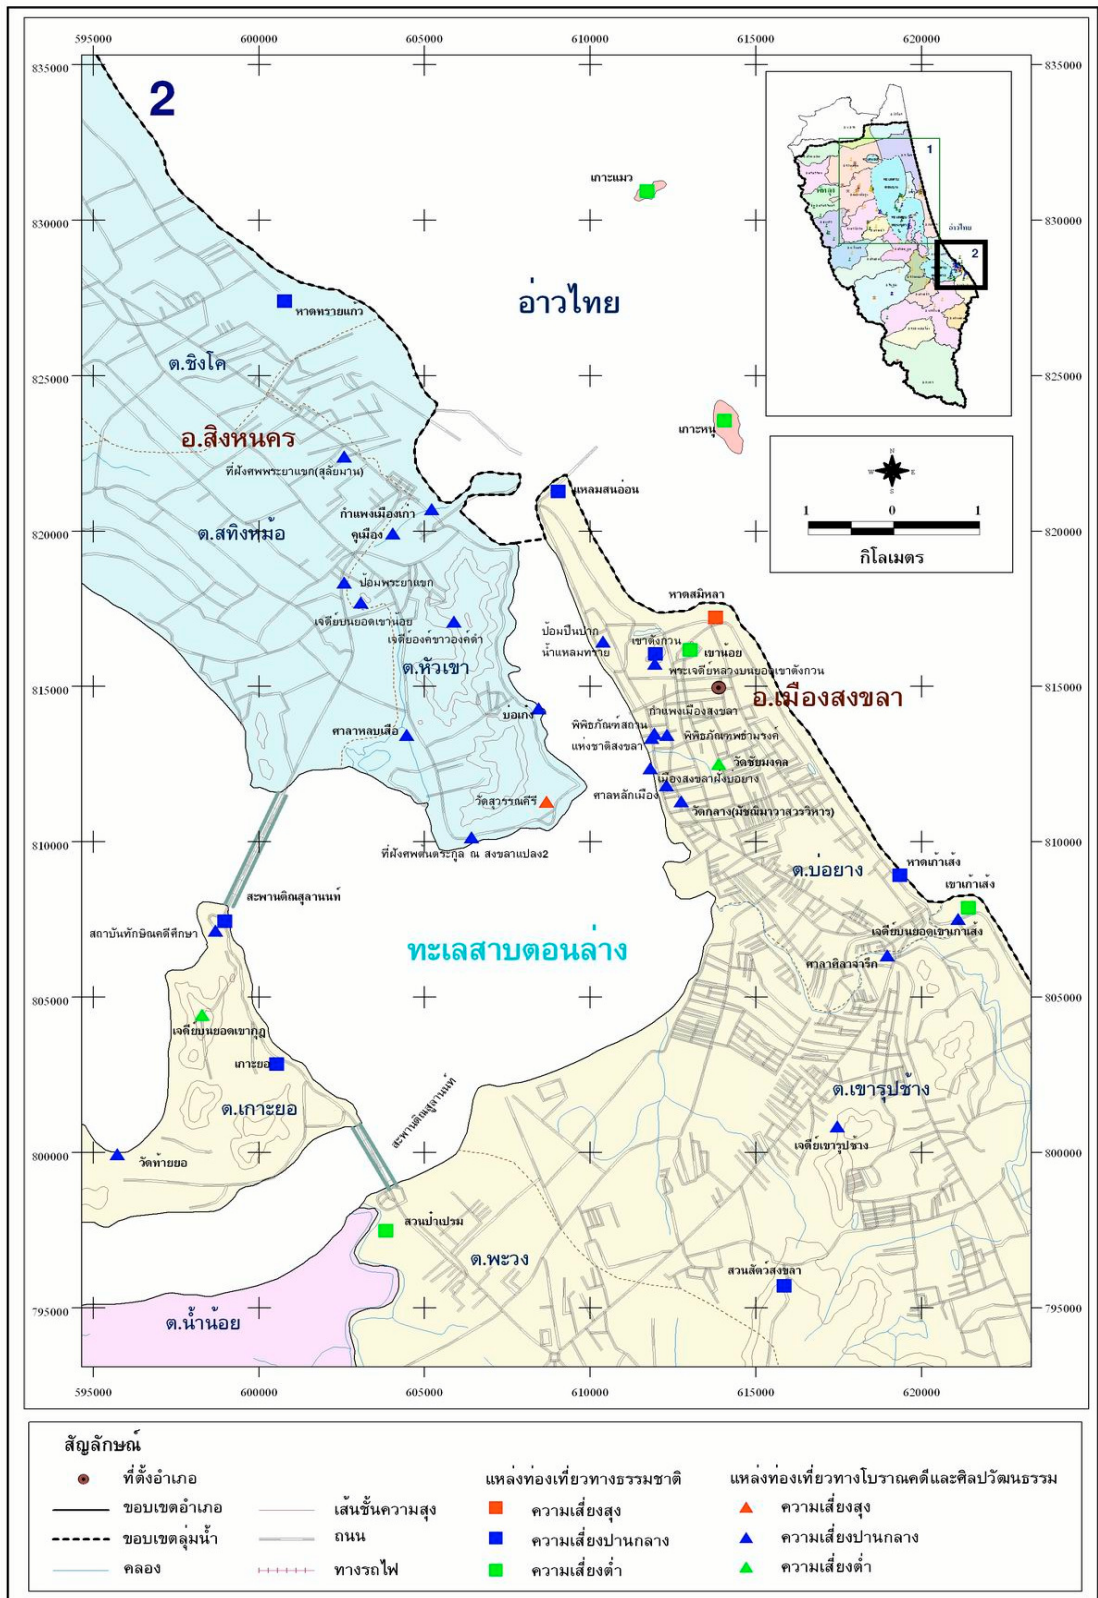 595000 600000 605000 610000 615000 620000
835000 835000
2
1
อ่าวไทย
2
เกาะแมว
830000 830000
อ่าวไทย
หาดทรายแก้ว
ต.ชิงโค
825000 825000
เกาะหนู
อ.สิงหนคร
ที่ฝังศพพระยาแขก(สุลัยมาน)
แหลมสนอ่อน
N
W E
S
1 0 1
กิโลเมตร
กำแพงเมืองเก่า
820000 820000
ต.สทิงหม้อ
คูเมือง
ป้อมพระยาแขก
เจดีย์บนยอดเขาน้อย
เจดีย์องค์ขาวองค์ดำ
ต.หัวเขา
หาดสมิหลา
ป้อมปืนปาก
น้ำแหลมทราย
เขาตังกวน
เขาน้อย
พระเจดีย์หลวงบนยอดเขาตังกวน
815000 815000
อ.เมืองสงขลา
บ่อเก๋ง
กำแพงเมืองสงขลา
ศาลาหลบเสือ
พิพิธภัณฑ์สถาน
แห่งชาติสงขลา
พิพิธภัณฑ์พธำมรงค์
วัดชัยมงคล
เมืองสงขลาฝั่งบ่อยาง
ศาลหลักเมือง
วัดกลาง(มัชฌิมาวาสวรวิหาร)
วัดสุวรรณคีรี
810000 810000
ที่ฝังศพต้นตระกูล ณ สงขลาแปลง2
ต.บ่อยาง
หาดเก้าเส้ง
เขาเก้าเส้ง
สะพานติณสูลานนท์
เจดีย์บนยอดเขาเก้าเส้ง
สถาบันทักษิณคดีศึกษา
ทะเลสาบตอนล่าง
ศาลาศิลาจารึก
805000 805000
เจดีย์บนยอดเขากุฎ
เกาะยอ
ต.เกาะยอ
สะพานติณสูลานนท์
ต.เขารูปช้าง
เจดีย์เขารูปช้าง
800000 800000
วัดท้ายยอ
สวนป๋าเปรม
ต.พะวง
สวนสัตว์สงขลา
795000 795000
ต.น้ำน้อย
595000 600000 605000 610000 615000 620000
สัญลักษณ์
ที่ตั้งอำเภอ
ขอบเขตอำเภอ
ขอบเขตลุ่มน้ำ
คลอง
เส้นชั้นความสูง
ถนน
ทางรถไฟ
แหล่งท่องเที่ยวทางธรรมชาติ
ความเสี่ยงสูง
ความเสี่ยงปานกลาง
ความเสี่ยงต่ำ
แหล่งท่องเที่ยวทางโบราณคดีและศิลปวัฒนธรรม
ความเสี่ยงสูง
ความเสี่ยงปานกลาง
ความเสี่ยงต่ำ